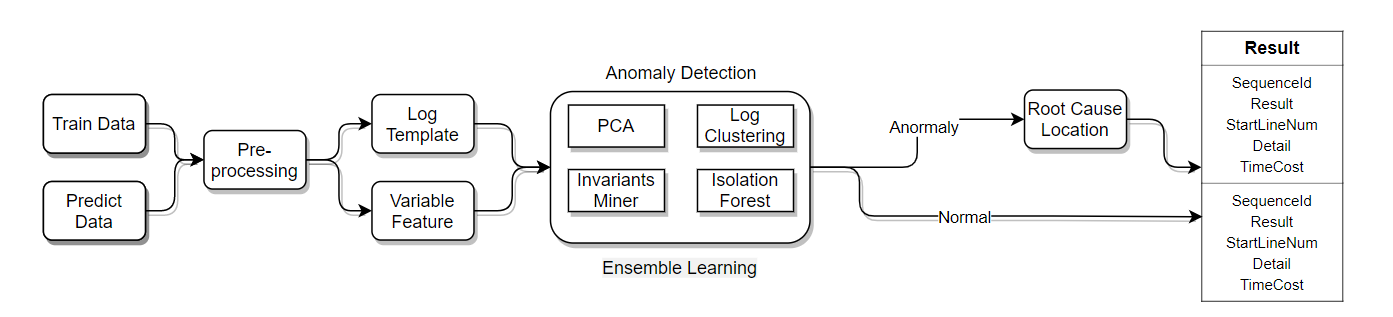 Train Data
Predict
Data
Pre-
processing
Log
Template
Variable
Feature
Anomaly Detection
PCA
Log
Clustering
Invariants
Miner
Isolation
Forest
Ensemble Learning
Anormaly
Normal
Root Cause
Location
Result
SequenceId
Result
StartLineNum
Detail
TimeCost
SequenceId
Result
StartLineNum
Detail
TimeCost